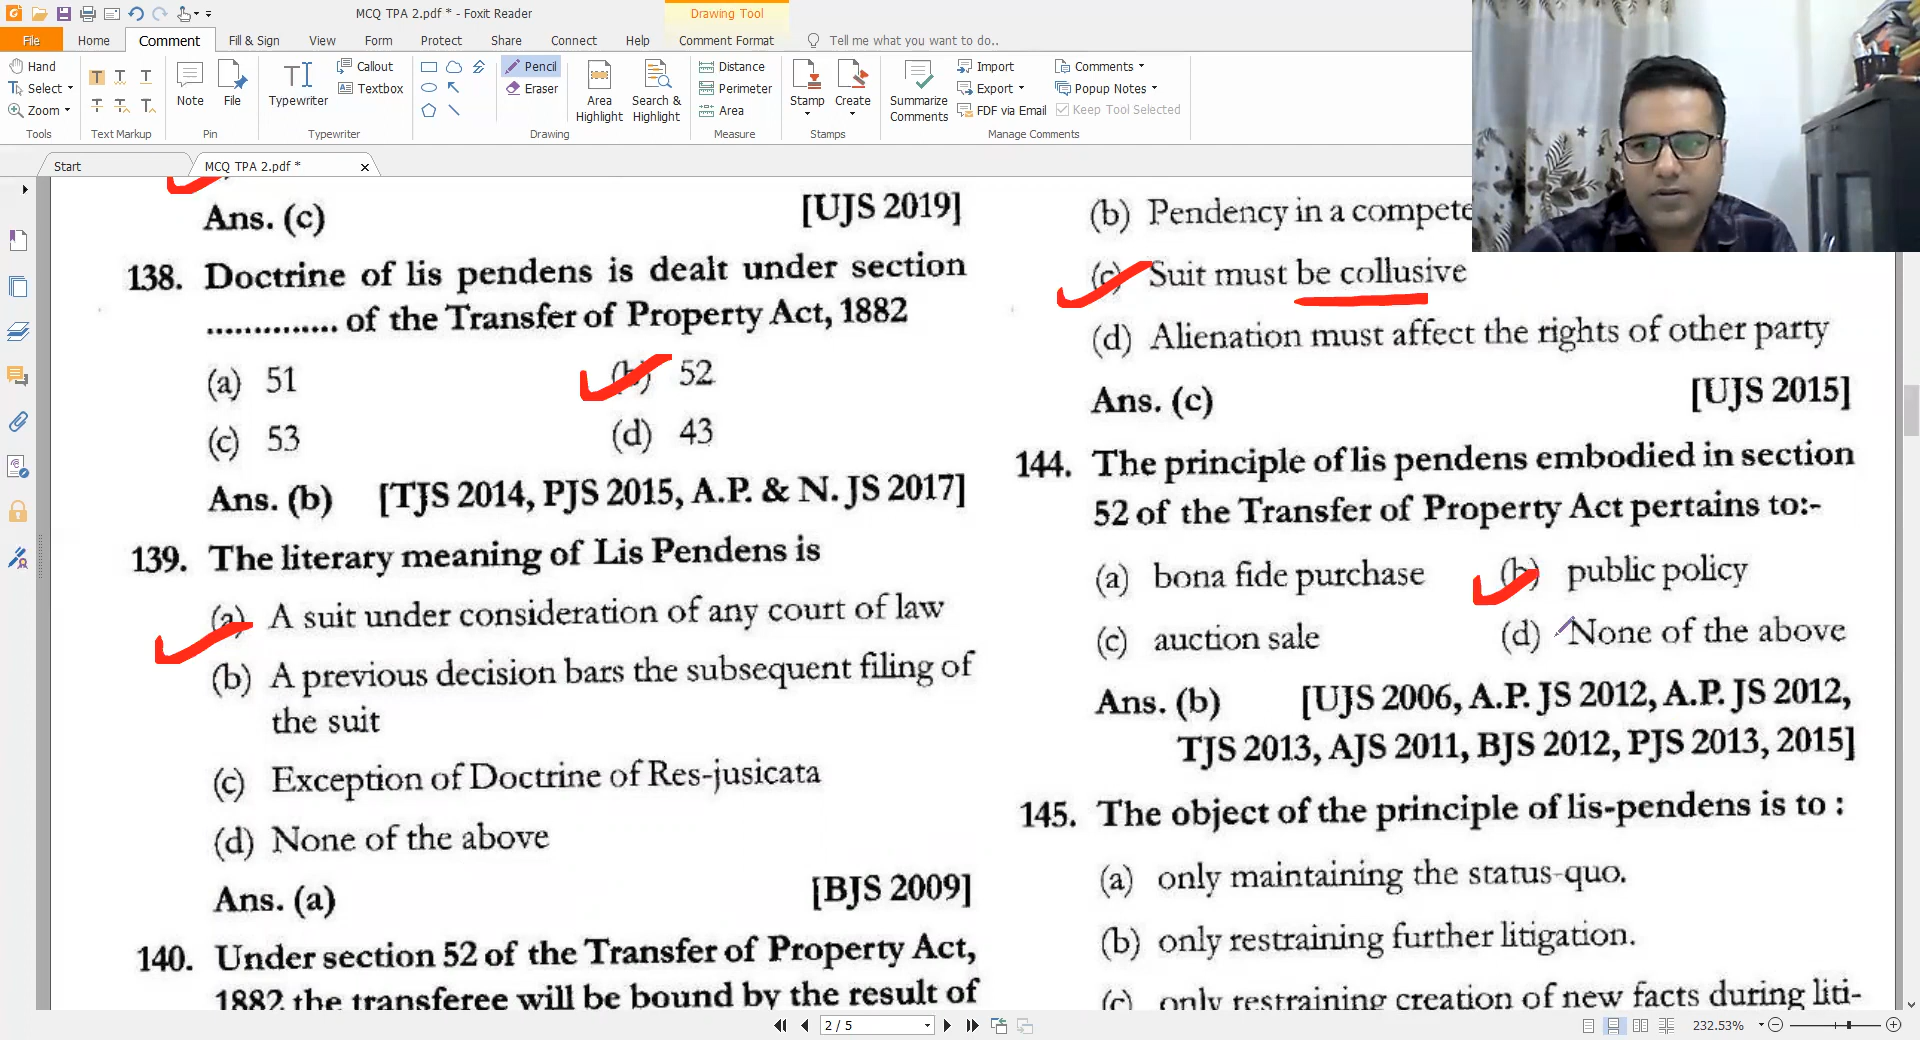 MCQ TPA 2.pdf * - Foxit Reader
Drawing Tool
File Home Comment Fill & Sign View Form Protect Share Connect Help Comment Format Tell me what you want to do..
Hand
Select
Zoom
Tools
Text Markup
Note
File
Pin
Typewriter
Callout
Textbox
Typewriter
Pencil
Eraser
Area Highlight
Search & Highlight
Drawing
Distance
Perimeter
Area
Measure
Stamp
Create
Stamps
Summarize Comments
Import
Export
FDF via Email
Comments
Popup Notes
Keep Tool Selected
Manage Comments
Start
MCQ TPA 2.pdf *
Ans. (c) [UJS 2019]
138. Doctrine of lis pendens is dealt under section
.............. of the Transfer of Property Act, 1882
(a) 51 (b) 52
(c) 53 (d) 43
Ans. (b) [TJS 2014, PJS 2015, A.P. & N. JS 2017]
139. The literary meaning of Lis Pendens is
(a) A suit under consideration of any court of law
(b) A previous decision bars the subsequent filing of
the suit
(c) Exception of Doctrine of Res-jusicata
(d) None of the above
Ans. (a) [BJS 2009]
140. Under section 52 of the Transfer of Property Act,
1882 the transferee will be bound by the result of
(b) Pendency in a compete
(c) Suit must be collusive
(d) Alienation must affect the rights of other party
Ans. (c) [UJS 2015]
144. The principle of lis pendens embodied in section
52 of the Transfer of Property Act pertains to:-
(a) bona fide purchase (b) public policy
(c) auction sale (d) None of the above
Ans. (b) [UJS 2006, A.P. JS 2012, A.P. JS 2012,
TJS 2013, AJS 2011, BJS 2012, PJS 2013, 2015]
145. The object of the principle of lis-pendens is to :
(a) only maintaining the status-quo.
(b) only restraining further litigation.
(c) only restraining creation of new facts during liti-
2 / 5
232.53%